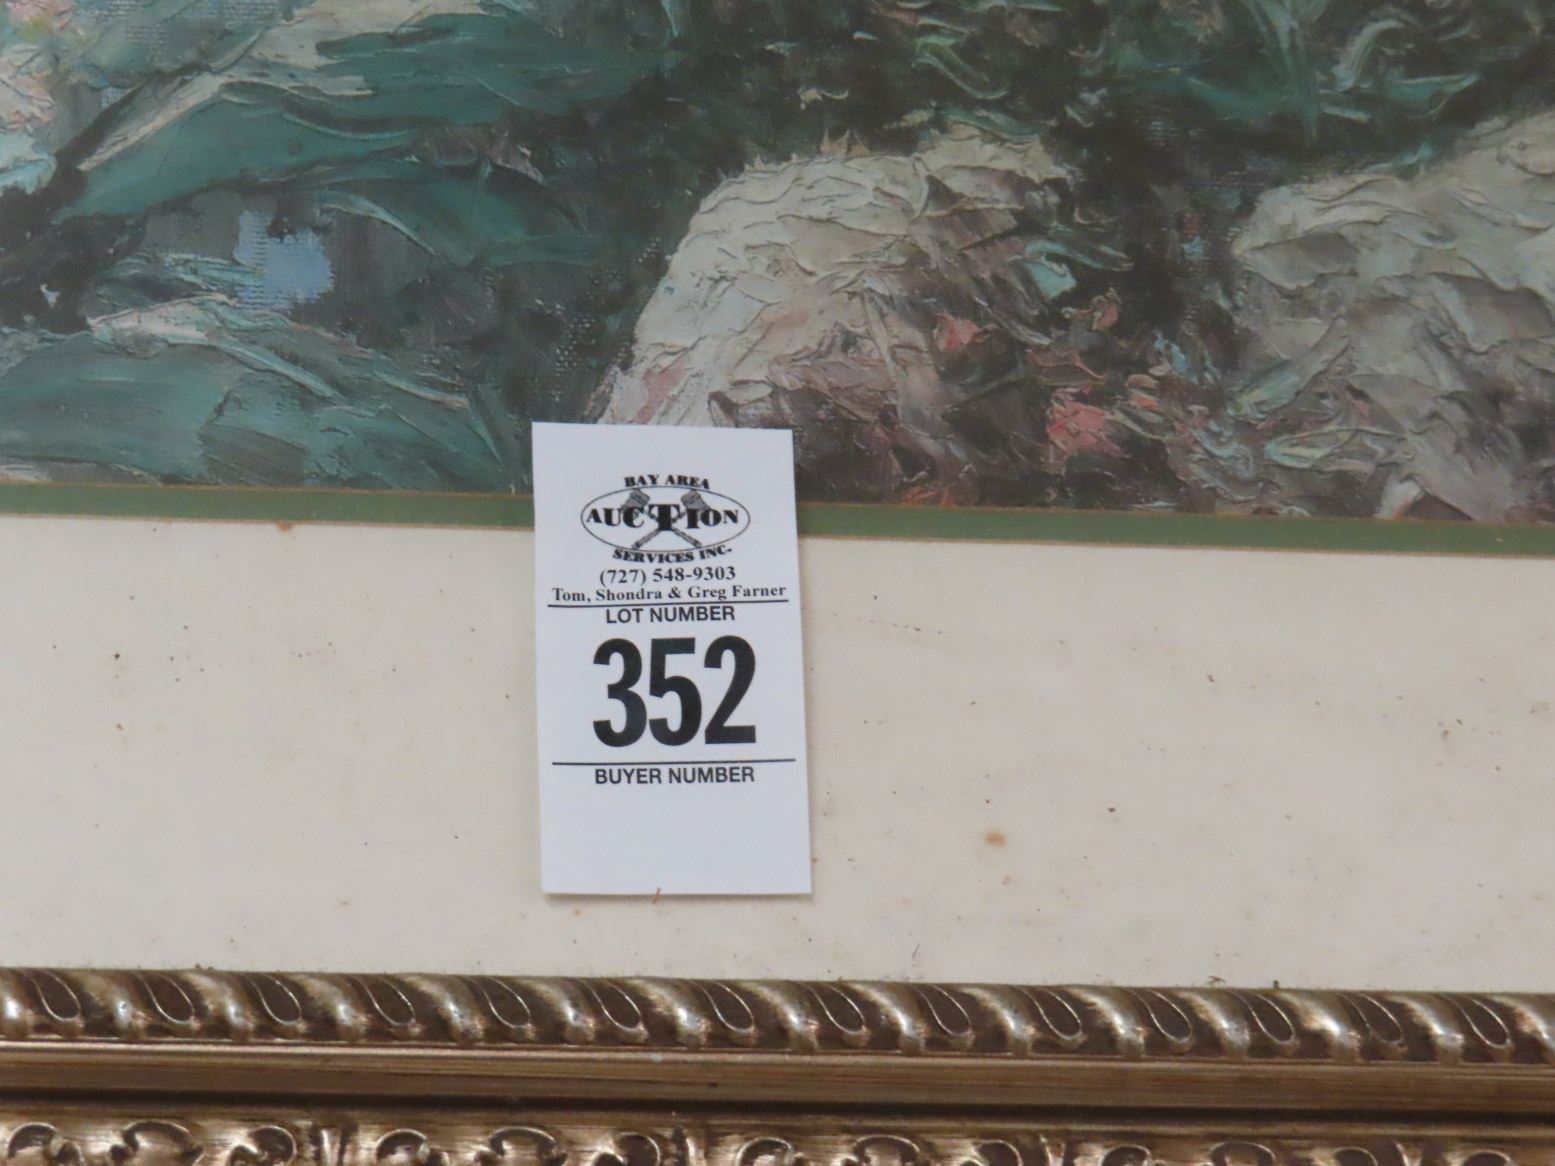 BAY AREA
AUCTION
SERVICES INC.
(727) 548-9303
Tom, Shondra & Greg Farner
LOT NUMBER
352
BUYER NUMBER